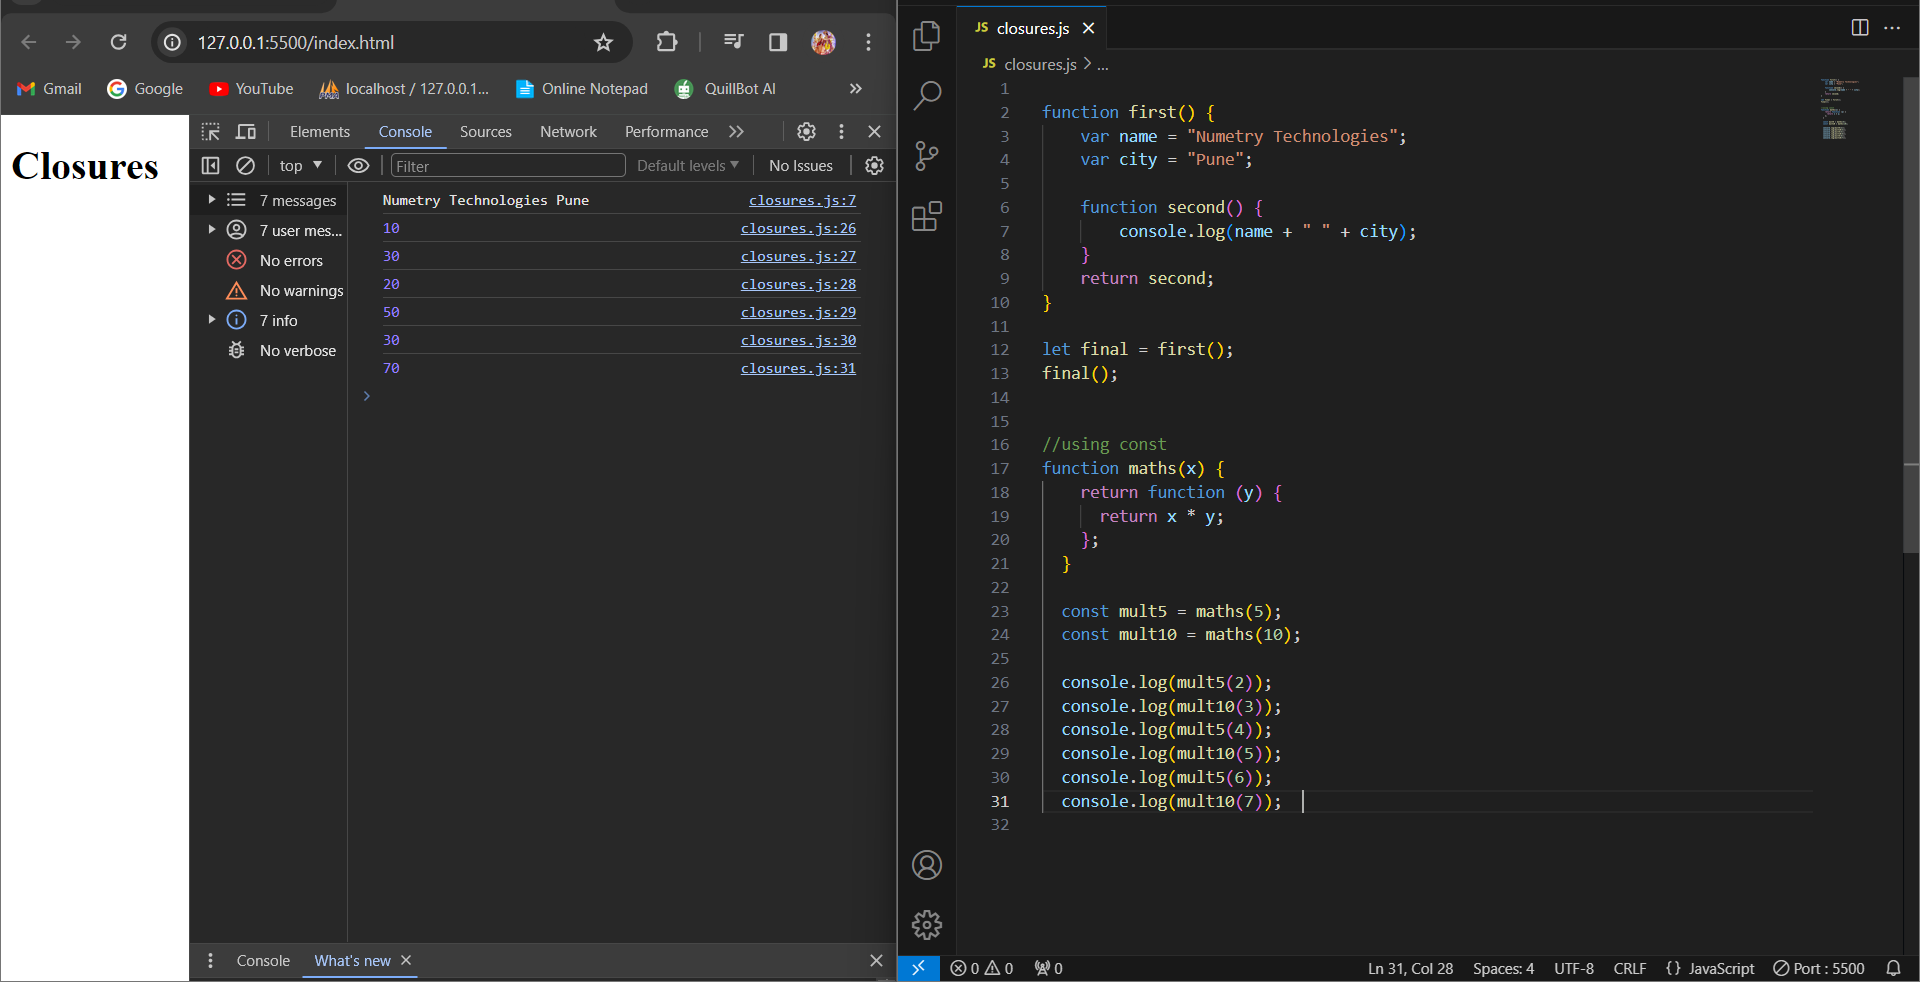 127.0.0.1:5500/index.html
Gmail Google YouTube localhost / 127.0.0.1... Online Notepad QuillBot AI »
Closures
Elements Console Sources Network Performance »
top Filter Default levels No Issues
7 messages
7 user mes...
No errors
No warnings
7 info
No verbose
Numetry Technologies Pune closures.js:7
10 closures.js:26
30 closures.js:27
20 closures.js:28
50 closures.js:29
30 closures.js:30
70 closures.js:31
Console What's new
JS closures.js
JS closures.js > ...
1
2 function first() {
3 var name = "Numetry Technologies";
4 var city = "Pune";
5
6 function second() {
7 console.log(name + " " + city);
8 }
9 return second;
10 }
11
12 let final = first();
13 final();
14
15
16 //using const
17 function maths(x) {
18 return function (y) {
19 return x * y;
20 };
21 }
22
23 const mult5 = maths(5);
24 const mult10 = maths(10);
25
26 console.log(mult5(2));
27 console.log(mult10(3));
28 console.log(mult5(4));
29 console.log(mult10(5));
30 console.log(mult5(6));
31 console.log(mult10(7));
32
0 0 0 Ln 31, Col 28 Spaces: 4 UTF-8 CRLF {} JavaScript Port : 5500